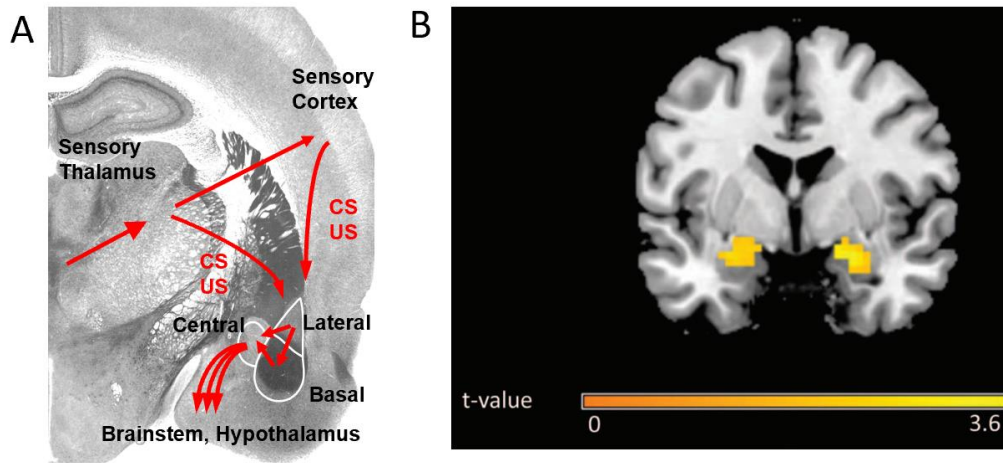 A
Sensory
Cortex
Sensory
Thalamus
CS
US
CS
US
Central
Lateral
Basal
Brainstem, Hypothalamus
B
t-value
0
3.6